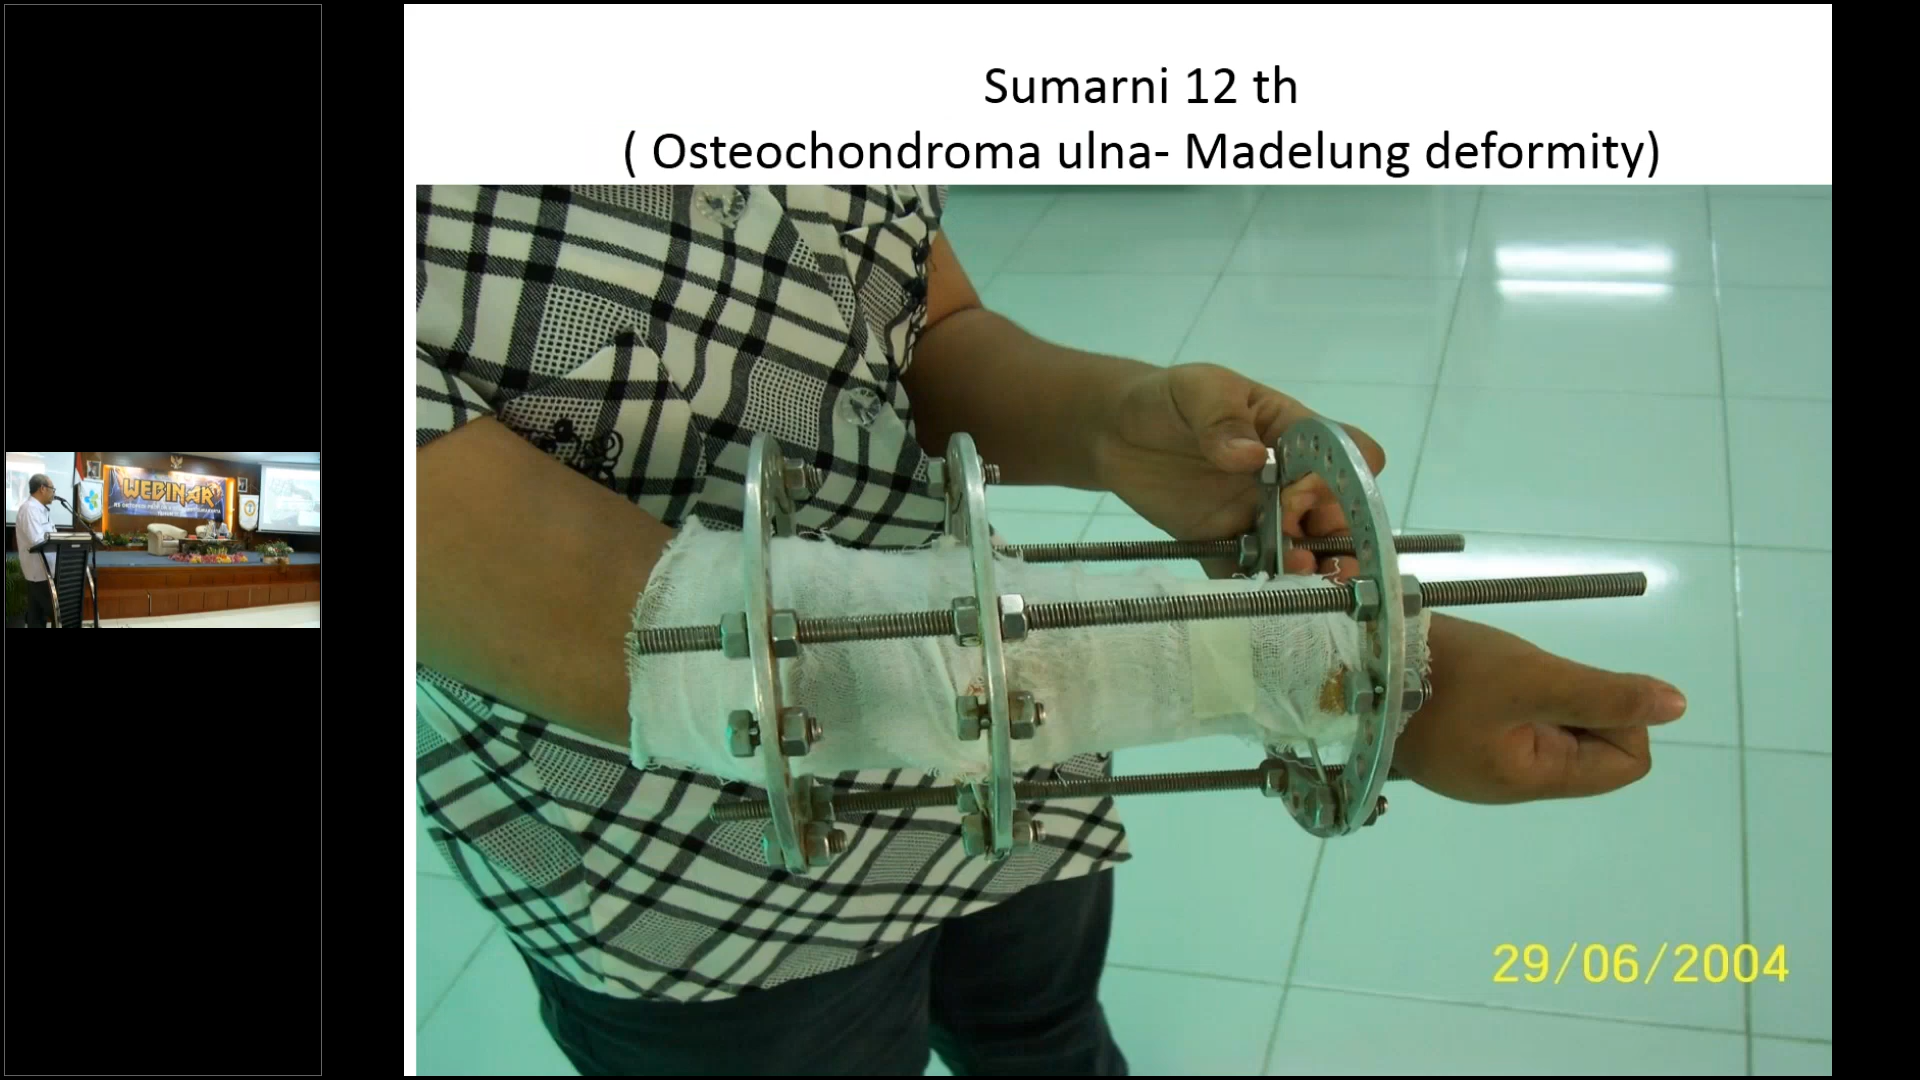 Sumarni 12 th
( Osteochondroma ulna- Madelung deformity)
29/06/2004
WEBINAR